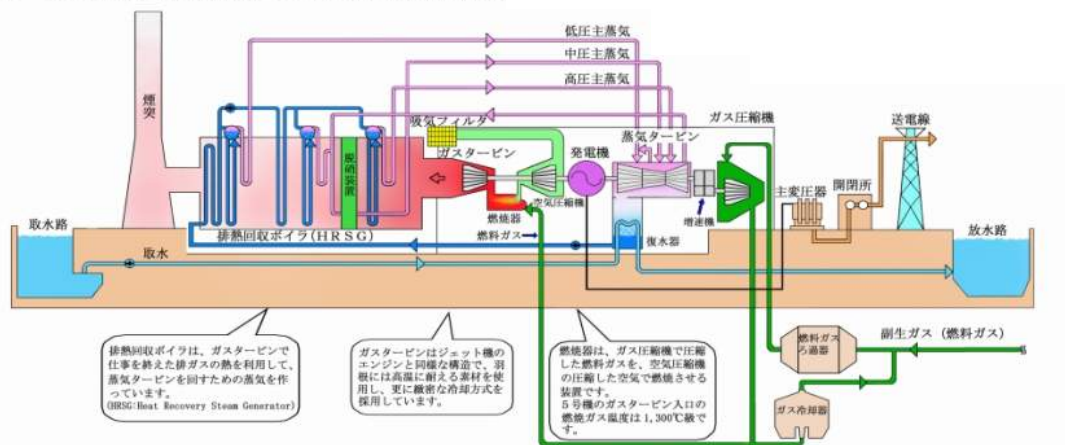 低圧主蒸気
中圧主蒸気
高圧主蒸気
煙突
吸気フィルタ
ガスタービン
脱硝装置
発電機
蒸気タービン
ガス圧縮機
送電線
主変圧器
開閉所
空気圧縮機
燃焼器
増速機
取水路
排熱回収ボイラ(HRSG)
燃料ガス
復水器
放水路
取水
排熱回収ボイラは、ガスタービンで
仕事を終えた排ガスの熱を利用して、
蒸気タービンを回すための蒸気を作
っています。
(HRSG:Heat Recovery Steam Generator)
ガスタービンはジェット機の
エンジンと同様な構造で、羽
根には高温に耐える素材を使
用し、更に緻密な冷却方式を
採用しています。
燃焼器は、ガス圧縮機で圧縮
した燃料ガスを、空気圧縮機
の圧縮した空気で燃焼させる
装置です。
5号機のガスタービン入口の
燃焼ガス温度は1,300℃級で
す。
燃料ガス
ろ過器
副生ガス（燃料ガス）
ガス冷却器